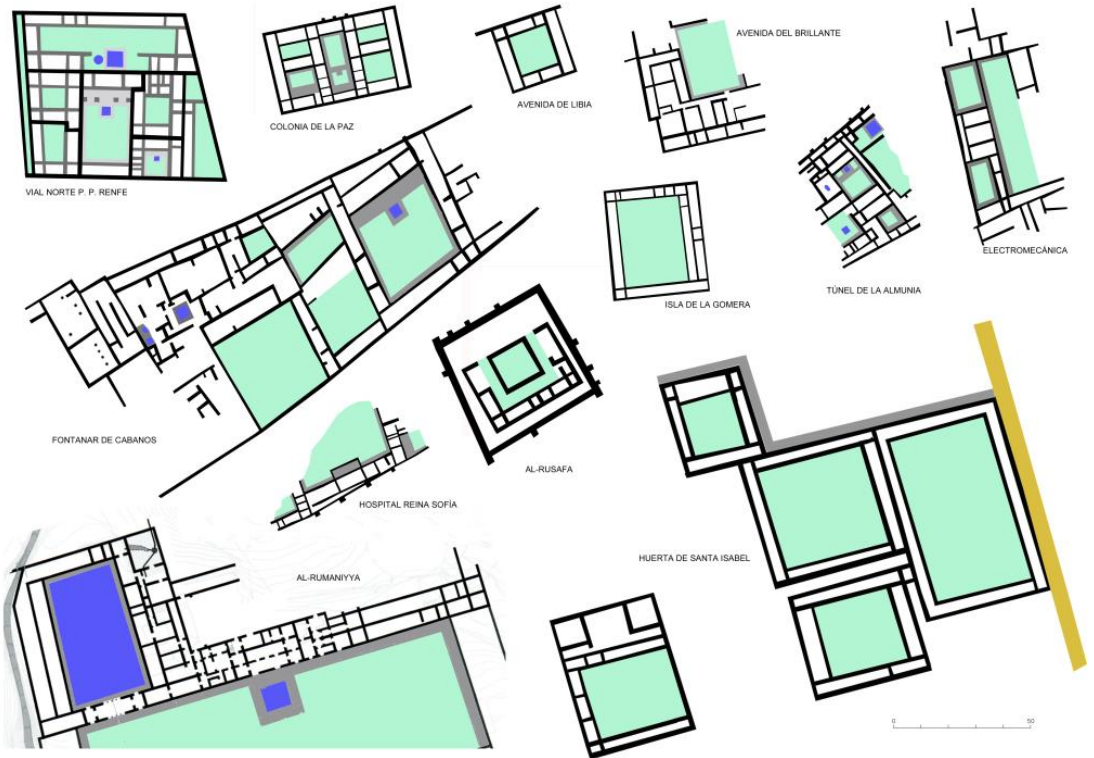 AVENIDA DEL BRILLANTE
AVENIDA DE LIBIA
COLONIA DE LA PAZ
VIAL NORTE P. P. RENFE
ELECTROMECÁNICA
TÚNEL DE LA ALMUNIA
ISLA DE LA GOMERA
FONTANAR DE CABANOS
AL-RUSAFA
HOSPITAL REINA SOFÍA
HUERTA DE SANTA ISABEL
AL-RUMANIYYA
0 50